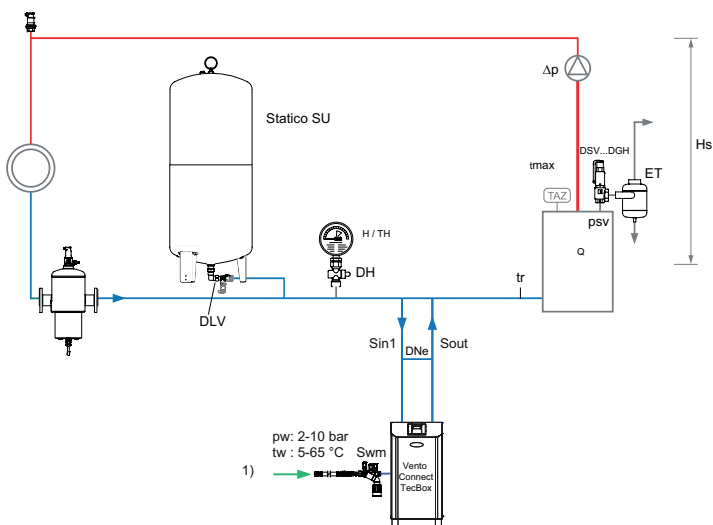 Δp
Statico SU
Hs
DSV...DGH
tmax
ET
TAZ
psv
H / TH
Q
DH
tr
DLV
Sin1
DNe
Sout
pw: 2-10 bar
tw : 5-65 °C
Swm
1)
Vento
Connect
TecBox